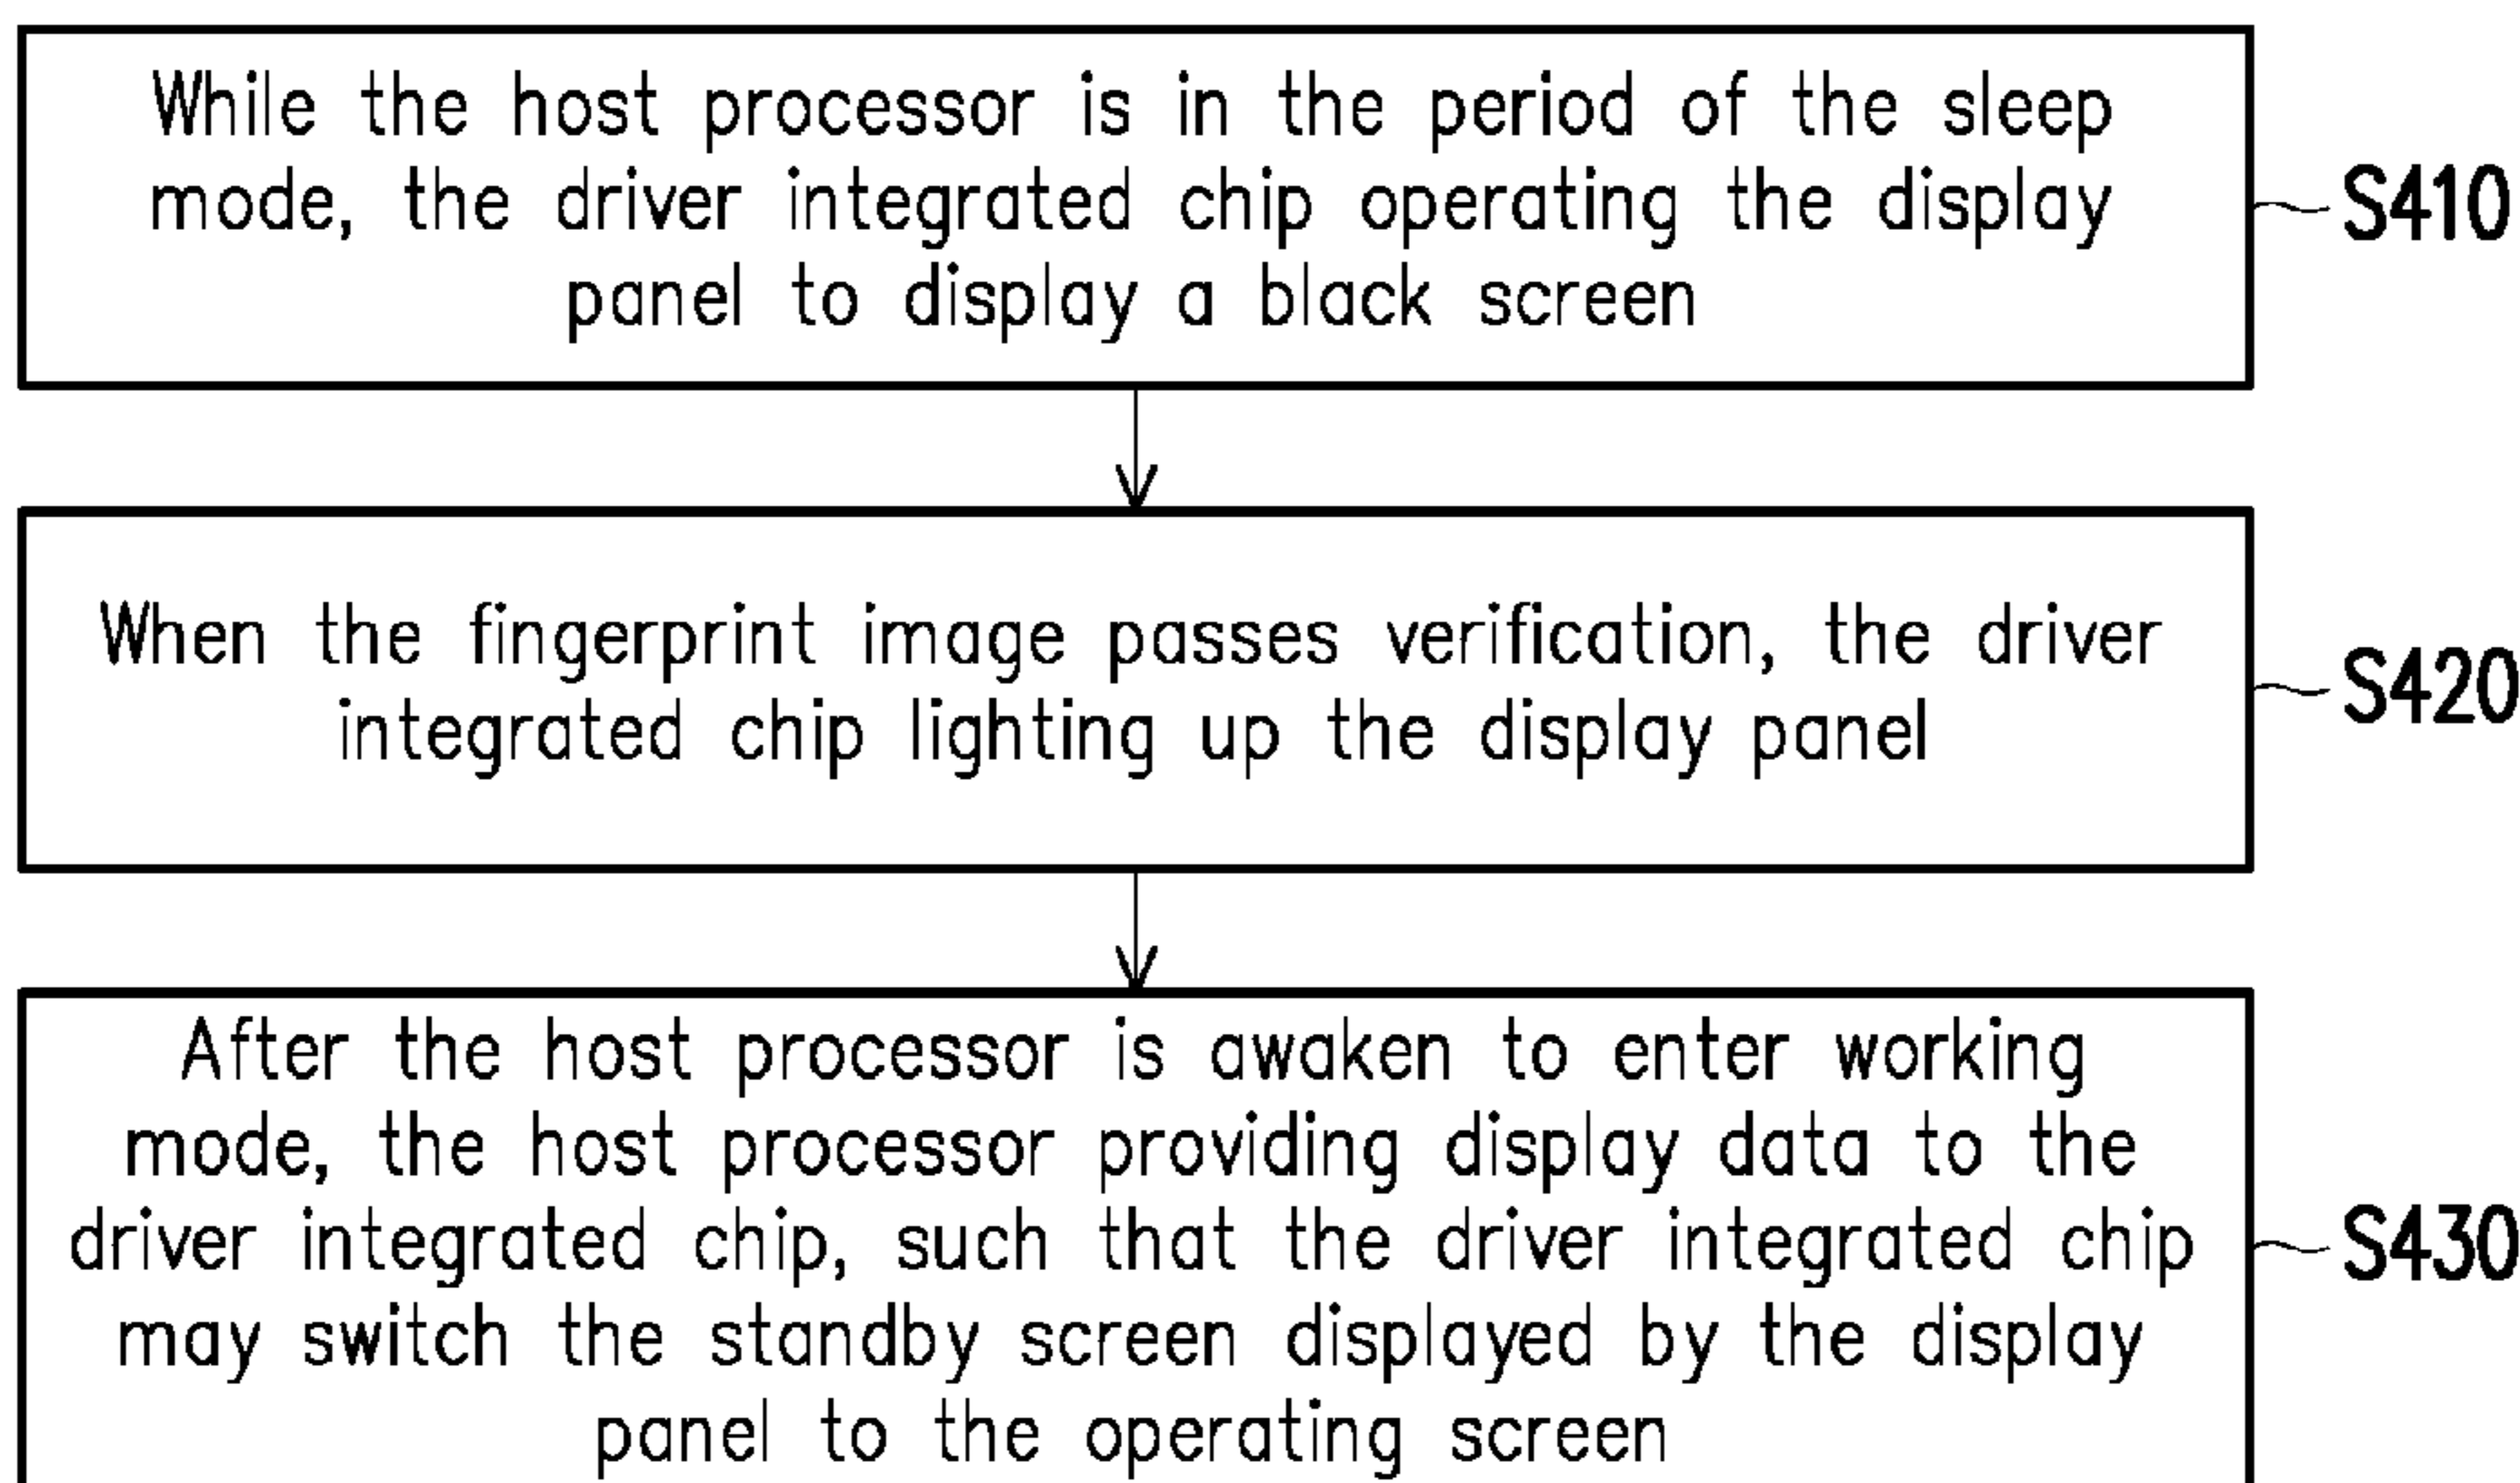 While the host processor is in the period of the sleep
mode, the driver integrated chip operating the display
panel to display a black screen
S410
When the fingerprint image passes verification, the driver
integrated chip lighting up the display panel
S420
After the host processor is awaken to enter working
mode, the host processor providing display data to the
driver integrated chip, such that the driver integrated chip
may switch the standby screen displayed by the display
panel to the operating screen
S430